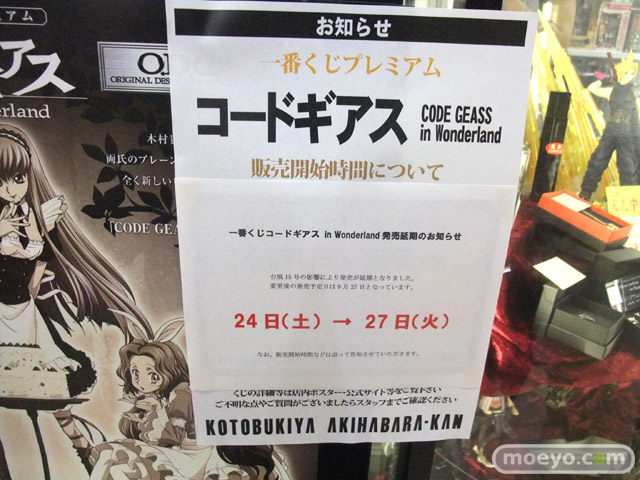 ミアム
アス
derland
O.D
ORIGINAL DES
木村
両氏のブレーン
全く新しい
「CODE GEAS
お知らせ
一番くじプレミアム
コードギアス
CODE GEASS
in Wonderland
販売開始時間について
一番くじコードギアス in Wonderland 発売延期のお知らせ
台風15号の影響により発売が延期となりました。
変更後の発売予定日は9月27日となっています。
24日(土) → 27日(火)
なお、販売開始時間などは追って告知させていただきます。
くじの詳細等は店内ポスター・公式サイト等をご覧下さい
ご不明な点やご質問がございましたらスタッフまでご確認ください
KOTOBUKIYA AKIHABARA-KAN
moeyo.com